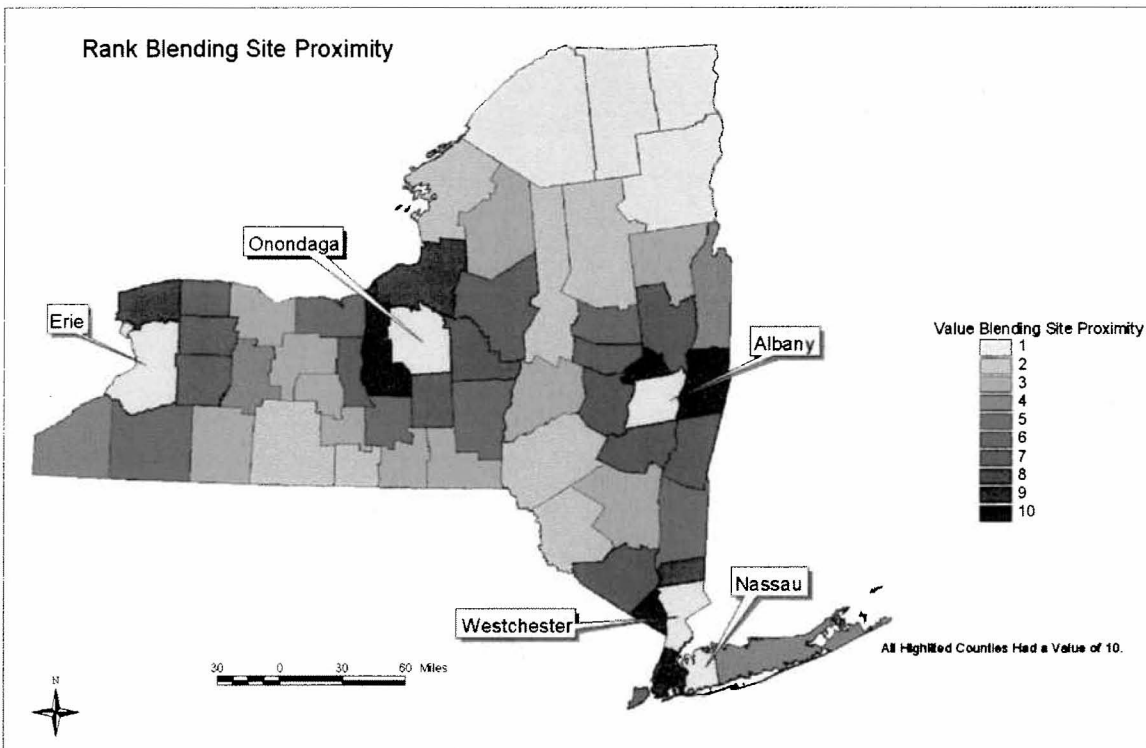 Rank Blending Site Proximity
Onondaga
Erie
Albany
Value Blending Site Proximity
1
2
3
4
5
6
7
8
9
10
Nassau
Westchester
All Highlited Counties Had a Value of 10.
30 0 30 60 Miles
N